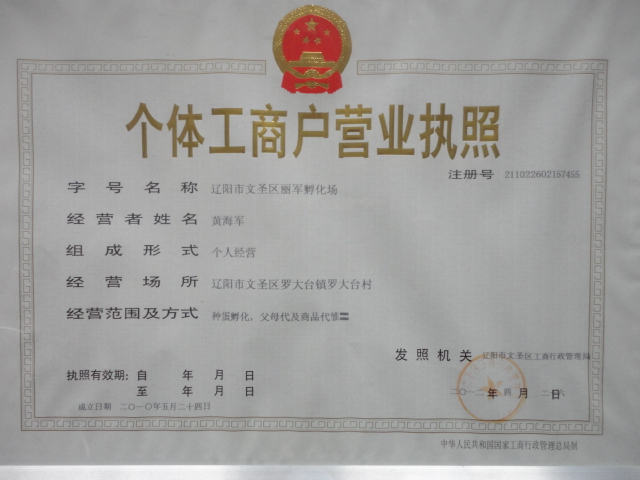 个体工商户营业执照
注册号 211022602157455
字号名称 辽阳市文圣区丽军孵化场
经营者姓名 黄海军
组成形式 个人经营
经营场所 辽阳市文圣区罗大台镇罗大台村
经营范围及方式 种蛋孵化、父母代及商品代雏
发照机关 辽阳市文圣区工商行政管理局
执照有效期: 自 年 月 日
至 年 月 日
二〇一二年四月二六日
成立日期 二〇一〇年五月二十四日
中华人民共和国国家工商行政管理总局制